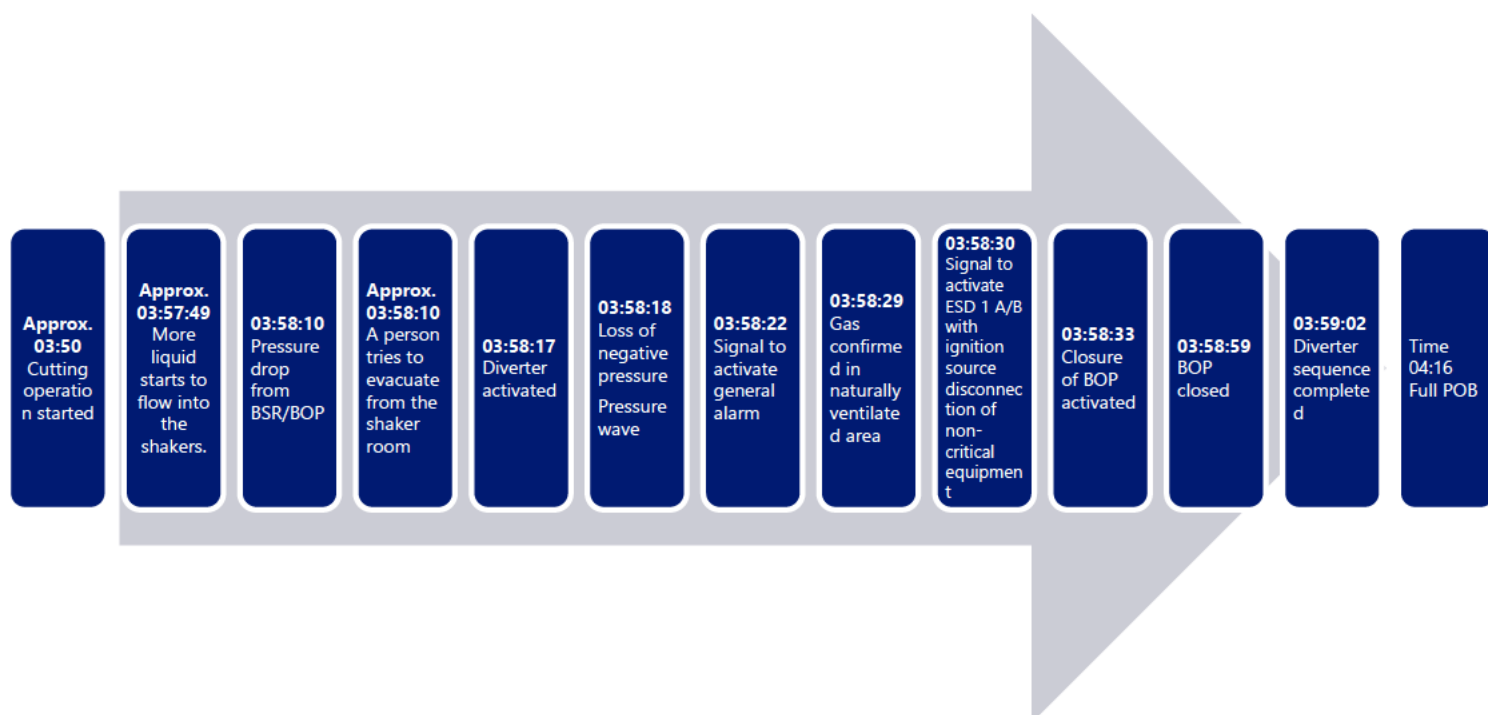 Approx.
03:50
Cutting
operatio
n started
Approx.
03:57:49
More
liquid
starts to
flow into
the
shakers.
03:58:10
Pressure
drop
from
BSR/BOP
Approx.
03:58:10
A person
tries to
evacuate
from the
shaker
room
03:58:17
Diverter
activated
03:58:18
Loss of
negative
pressure
Pressure
wave
03:58:22
Signal to
activate
general
alarm
03:58:29
Gas
confirme
d in
naturally
ventilate
d area
03:58:30
Signal to
activate
ESD 1 A/B
with
ignition
source
disconnec
tion of
non-
critical
equipmen
t
03:58:33
Closure
of BOP
activated
03:58:59
BOP
closed
03:59:02
Diverter
sequence
complete
d
Time
04:16
Full POB